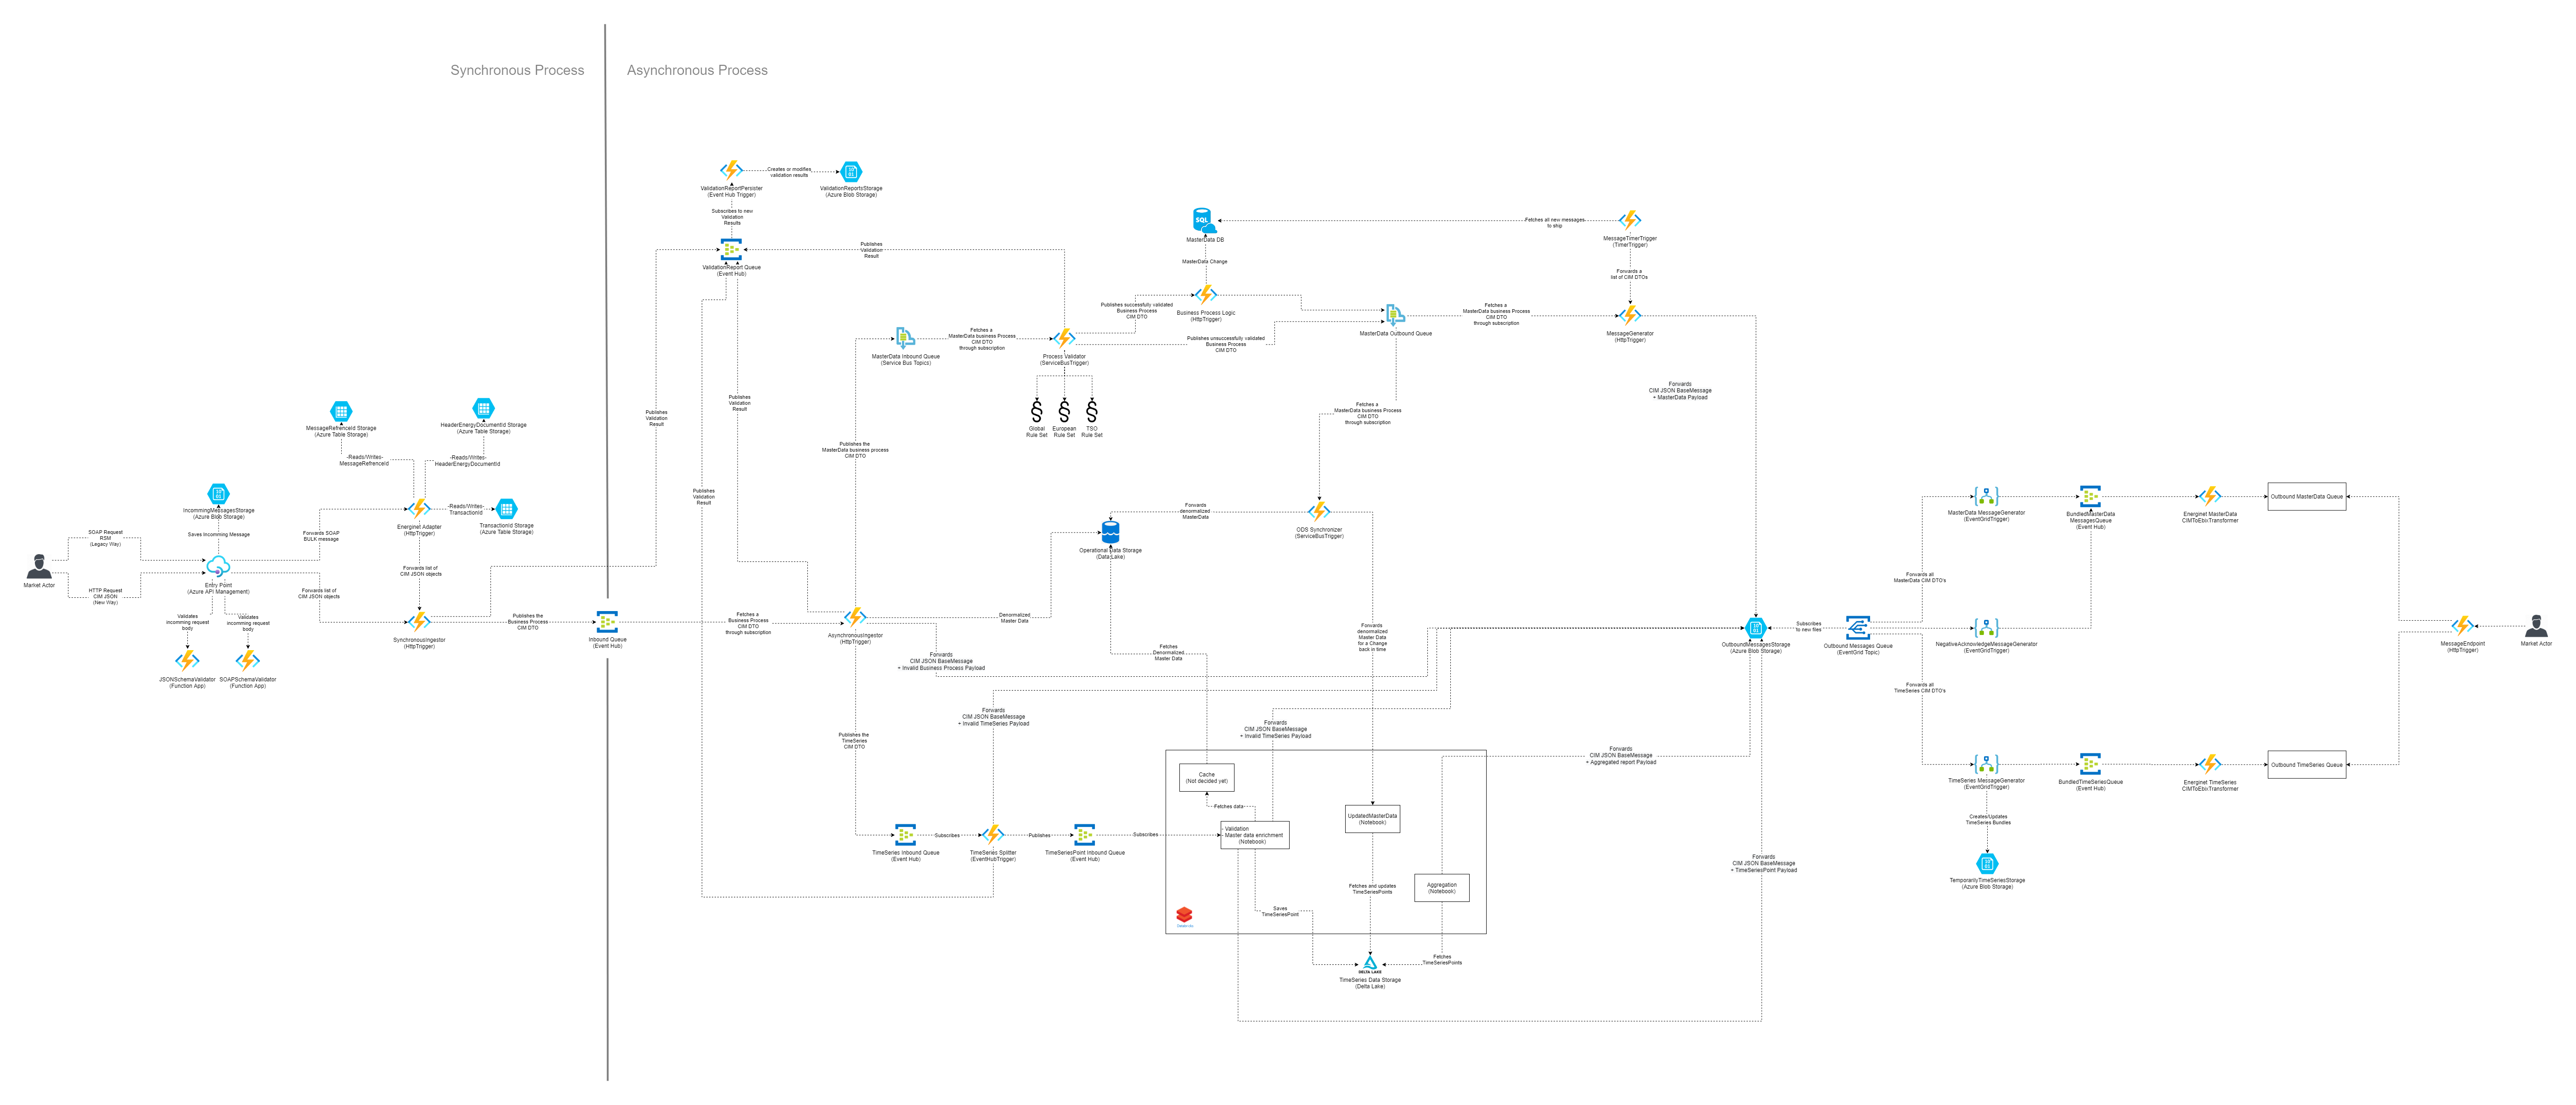 Synchronous Process
Asynchronous Process
Market Actor
SOAP Request
RSM
(Legacy Way)
HTTP Request
CIM JSON
(New Way)
IncommingMessagesStorage
(Azure Blob Storage)
Saves Incomming Message
Entry Point
(Azure API Management)
Validates
incomming request
body
Validates
incomming request
body
JSONSchemaValidator
(Function App)
SOAPSchemaValidator
(Function App)
Forwards SOAP
BULK message
Forwards list of
CIM JSON objects
MessageRefrenceId Storage
(Azure Table Storage)
HeaderEnergyDocumentId Storage
(Azure Table Storage)
-Reads/Writes-
MessageRefrenceId
-Reads/Writes-
HeaderEnergyDocumentId
Energinet Adapter
(HttpTrigger)
-Reads/Writes-
TransactionId
TransactionId Storage
(Azure Table Storage)
Forwards list of
CIM JSON objects
SynchronousIngestor
(HttpTrigger)
Publishes the
Business Process
CIM DTO
Inbound Queue
(Event Hub)
Publishes
Validation
Result
Fetches a
Business Process
CIM DTO
through subscription
ValidationReportPersister
(Event Hub Trigger)
Creates or modifies
validation results
ValidationReportsStorage
(Azure Blob Storage)
Subscribes to new
Validation
Results
ValidationReport Queue
(Event Hub)
Publishes
Validation
Result
Publishes
Validation
Result
Publishes
Validation
Result
AsynchronousIngestor
(HttpTrigger)
Publishes the
MasterData business process
CIM DTO
MasterData Inbound Queue
(Service Bus Topics)
Fetches a
MasterData business Process
CIM DTO
through subscription
Process Validator
(ServiceBusTrigger)
Global
Rule Set
European
Rule Set
TSO
Rule Set
Publishes successfully validated
Business Process
CIM DTO
Publishes unsuccessfully validated
Business Process
CIM DTO
MasterData DB
MasterData Change
Business Process Logic
(HttpTrigger)
Fetches all new messages
to ship
MessageTimerTrigger
(TimerTrigger)
Forwards a
list of CIM DTOs
MasterData Outbound Queue
Fetches a
MasterData business Process
CIM DTO
through subscription
MessageGenerator
(HttpTrigger)
Forwards
CIM JSON BaseMessage
+ MasterData Payload
Fetches a
MasterData business Process
CIM DTO
through subscription
ODS Synchronizer
(ServiceBusTrigger)
Forwards
denormalized
MasterData
Operational Data Storage
(Data Lake)
Denormalized
Master Data
Fetches
Denormalized
Master Data
Forwards
denormalized
Master Data
for a Change
back in time
Forwards
CIM JSON BaseMessage
+ Invalid Business Process Payload
Forwards
CIM JSON BaseMessage
+ Invalid TimeSeries Payload
Forwards
CIM JSON BaseMessage
+ Invalid TimeSeries Payload
Publishes the
TimeSeries
CIM DTO
TimeSeries Inbound Queue
(Event Hub)
Subscribes
TimeSeries Splitter
(EventHubTrigger)
Publishes
TimeSeriesPoint Inbound Queue
(Event Hub)
Subscribes
Cache
(Not decided yet)
Fetches data
- Validation
- Master data enrichment
(Notebook)
UpdatedMasterData
(Notebook)
Aggregation
(Notebook)
Saves
TimeSeriesPoint
Fetches and updates
TimeSeriesPoints
Fetches
TimeSeriesPoints
databricks
DELTA LAKE
TimeSeries Data Storage
(Delta Lake)
Forwards
CIM JSON BaseMessage
+ Aggregated report Payload
Forwards
CIM JSON BaseMessage
+ TimeSeriesPoint Payload
OutboundMessagesStorage
(Azure Blob Storage)
Subscribes
to new files
Outbound Messages Queue
(EventGrid Topic)
Forwards all
MasterData CIM DTO's
Forwards all
TimeSeries CIM DTO's
MasterData MessageGenerator
(EventGridTrigger)
BundledMasterData
MessagesQueue
(Event Hub)
Energinet MasterData
CIMToEbixTransformer
Outbound MasterData Queue
NegativeAcknowledgeMessageGenerator
(EventGridTrigger)
TimeSeries MessageGenerator
(EventGridTrigger)
BundledTimeSeriesQueue
(Event Hub)
Energinet TimeSeries
CIMToEbixTransformer
Outbound TimeSeries Queue
Creates/Updates
TimeSeries Bundles
TemporarilyTimeSeriesStorage
(Azure Blob Storage)
MessageEndpoint
(HttpTrigger)
Market Actor